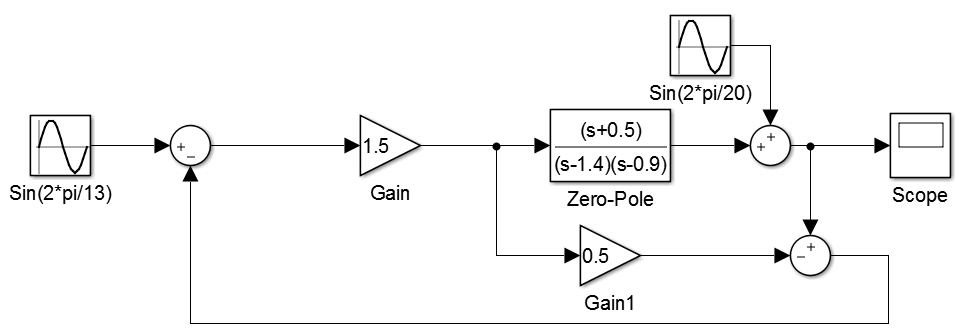 Sin(2*pi/20)
Sin(2*pi/13)
+
−
1.5
Gain
(s+0.5)
(s-1.4)(s-0.9)
Zero-Pole
+
+
Scope
0.5
Gain1
+
−